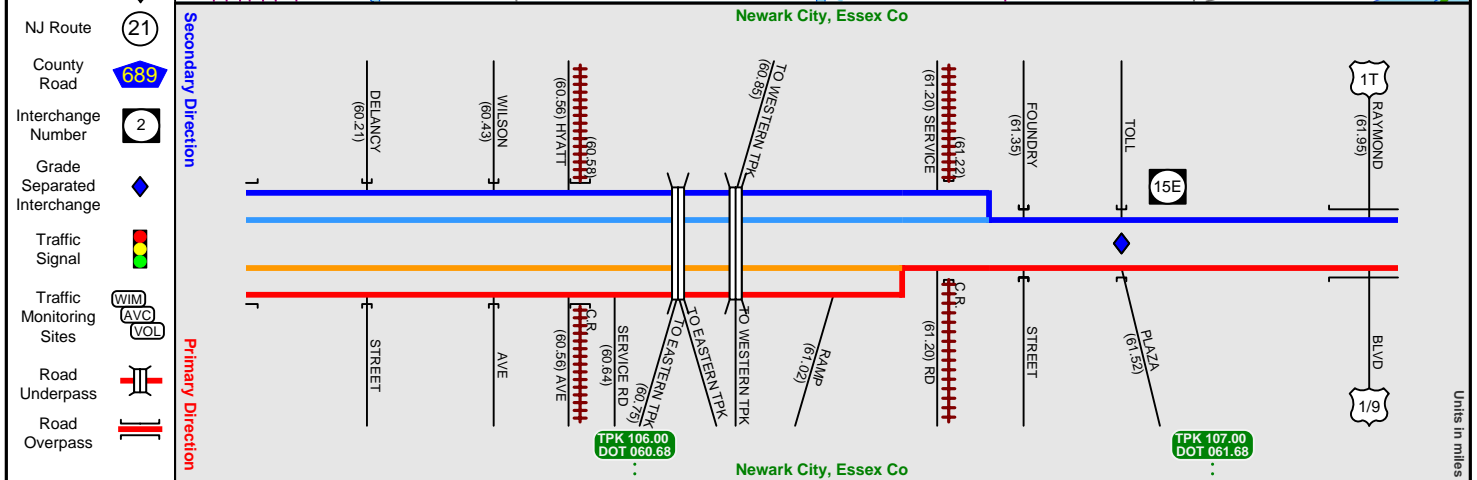 NJ Route
21
County
Road
689
Interchange
Number
2
Grade
Separated
Interchange
Traffic
Signal
Traffic
Monitoring
Sites
WIM
AVC
VOL
Road
Underpass
Road
Overpass
Secondary Direction
Primary Direction
Newark City, Essex Co
DELANCY
(60.21)
WILSON
(60.43)
(60.56) HYATT
(60.58)
TO WESTERN TPK
(60.85)
(61.20) SERVICE
(61.22)
FOUNDRY
(61.35)
TOLL
15E
1T
RAYMOND
(61.95)
STREET
AVE
(60.56) AVE
C.R.
SERVICE RD
(60.64)
TO EASTERN TPK
(60.75)
TO EASTERN TPK
TO WESTERN TPK
RAMP
(61.02)
(61.20) RD
C.R.
STREET
PLAZA
(61.52)
BLVD
1/9
TPK 106.00
DOT 060.68
TPK 107.00
DOT 061.68
Newark City, Essex Co
Units in miles